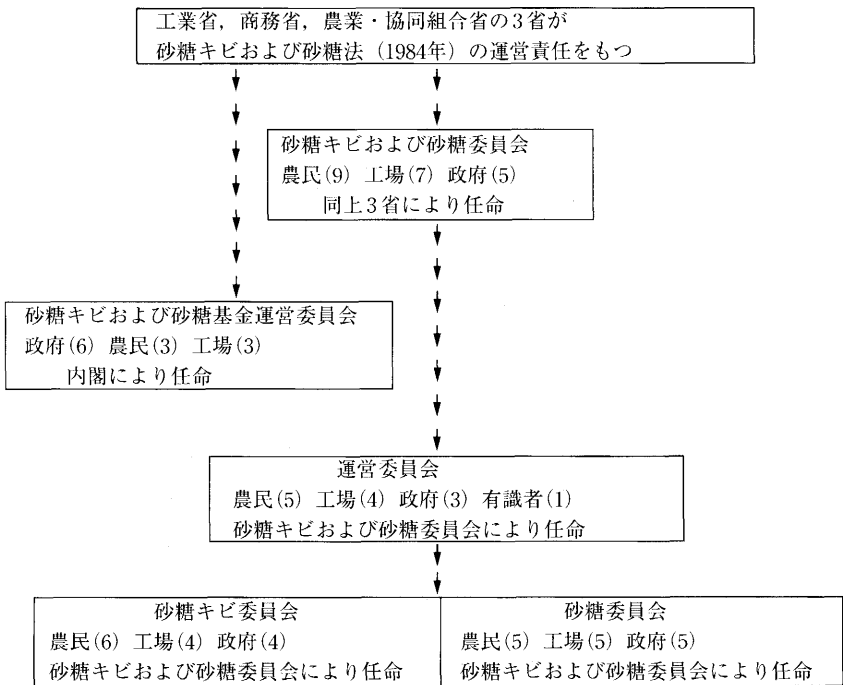 工業省，商務省，農業・協同組合省の3省が
砂糖キビおよび砂糖法（1984年）の運営責任をもつ
砂糖キビおよび砂糖委員会
農民(9) 工場(7) 政府(5)
同上3省により任命
砂糖キビおよび砂糖基金運営委員会
政府(6) 農民(3) 工場(3)
内閣により任命
運営委員会
農民(5) 工場(4) 政府(3) 有識者(1)
砂糖キビおよび砂糖委員会により任命
砂糖キビ委員会
農民(6) 工場(4) 政府(4)
砂糖キビおよび砂糖委員会により任命
砂糖委員会
農民(5) 工場(5) 政府(5)
砂糖キビおよび砂糖委員会により任命